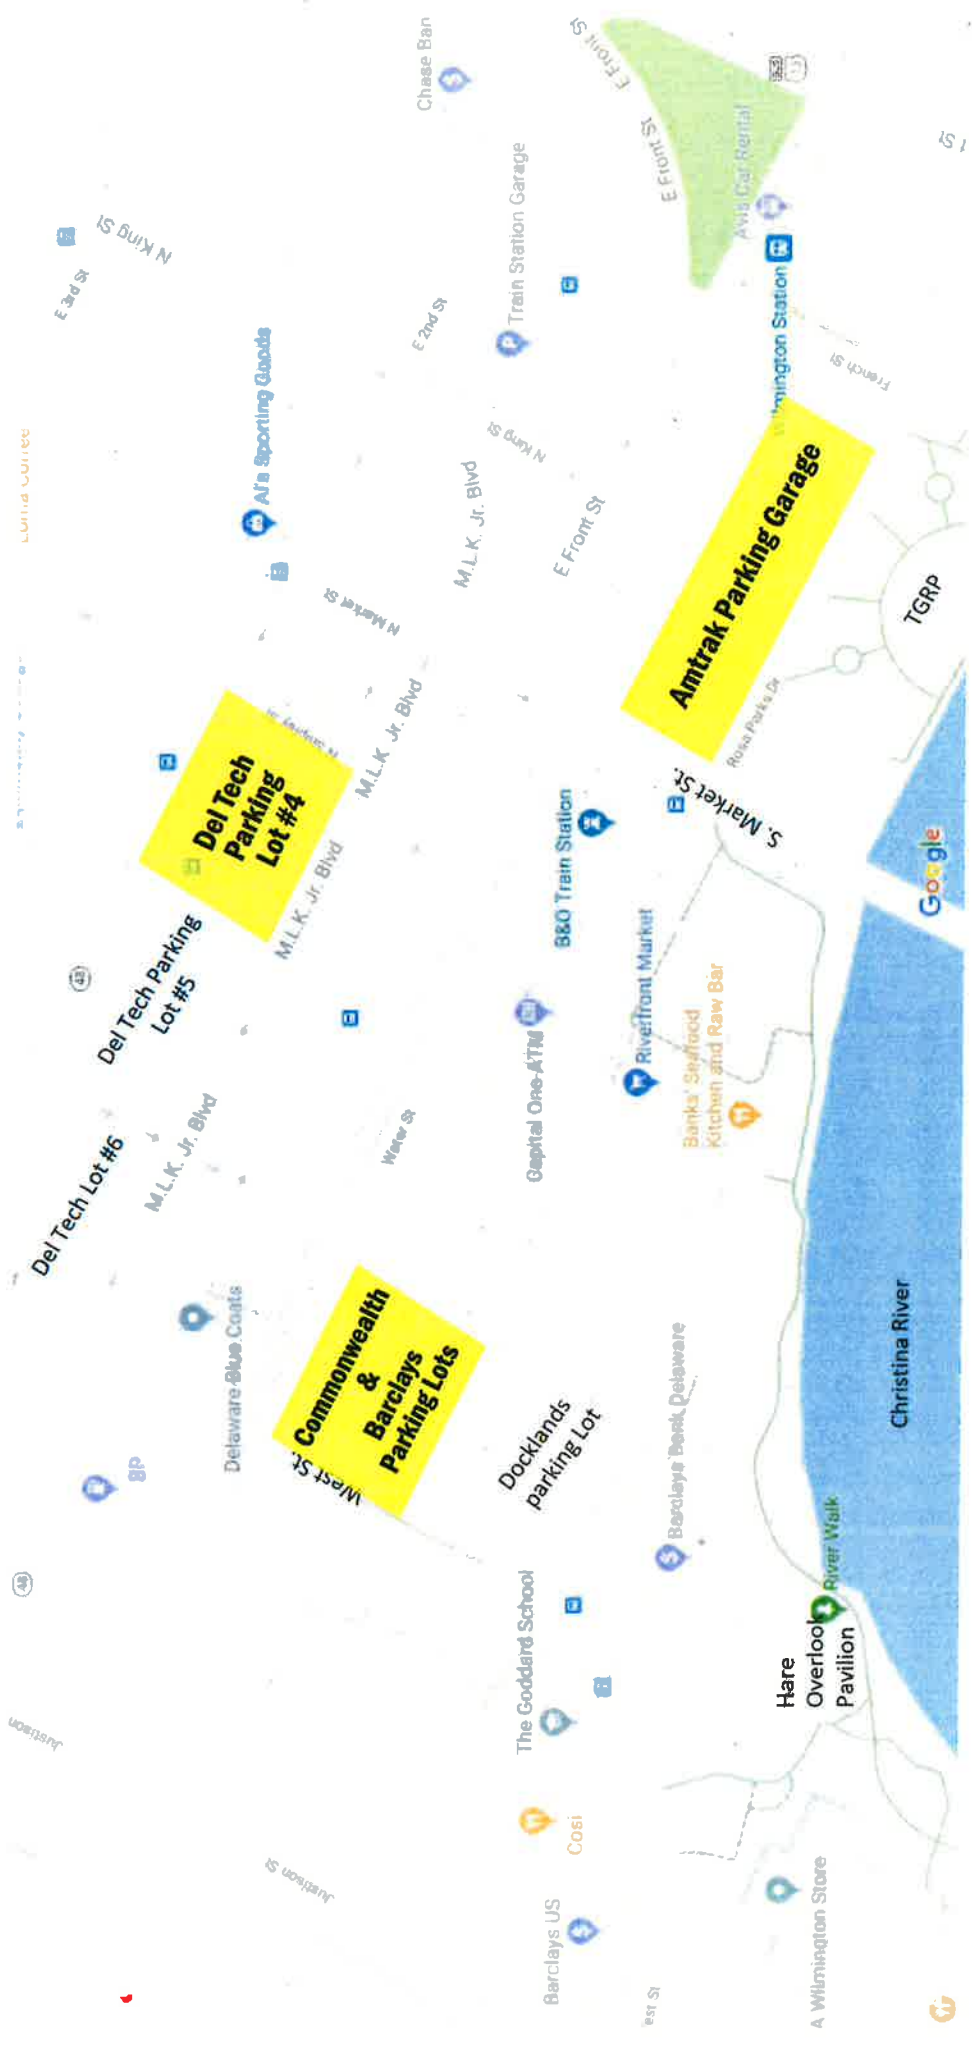 Chase Ban
E Front St
E Front St
Avis Car Rental
N King St
E 3rd St
Al's Sporting Goods
E 2nd St
Train Station Garage
N King St
Wilmington Station
French St
M.L.K. Jr. Blvd
E Front St
N Market St
Amtrak Parking Garage
TGRP
Rosa Parks Dr
S. Market St.
M.L.K. Jr. Blvd
Del Tech
Parking
Lot #4
M.L.K. Jr. Blvd
Del Tech Parking
Lot #5
48
B&O Train Station
Riverfront Market
Google
Banks' Seafood
Kitchen and Raw Bar
Capital One ATM
Water St
M.L.K. Jr. Blvd
Del Tech Lot #6
Delaware Blue Coats
Commonwealth
&
Barclays
Parking Lots
West St.
Docklands
parking Lot
Barclays Bank Delaware
Christina River
BP
48
River Walk
Hare
Overlook
Pavilion
The Goddard School
Justison
Cosi
Justison St
Barclays US
A Wilmington Store
est St